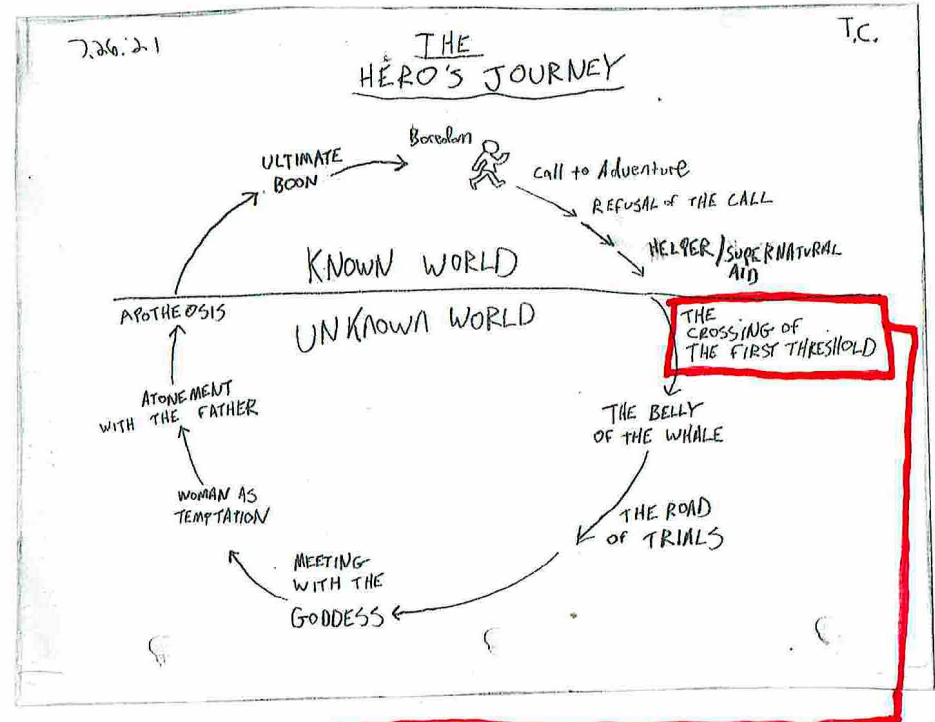 7.26.21
T.C.
THE
HERO'S JOURNEY
Boredom
Call to Adventure
REFUSAL of THE CALL
HELPER/SUPERNATURAL
AID
THE
CROSSING OF
THE FIRST THRESHOLD
THE BELLY
OF THE WHALE
THE ROAD
of TRIALS
MEETING
WITH THE
GODDESS
WOMAN AS
TEMPTATION
ATONEMENT
WITH THE FATHER
APOTHEOSIS
ULTIMATE
BOON
KNOWN WORLD
UNKNOWN WORLD